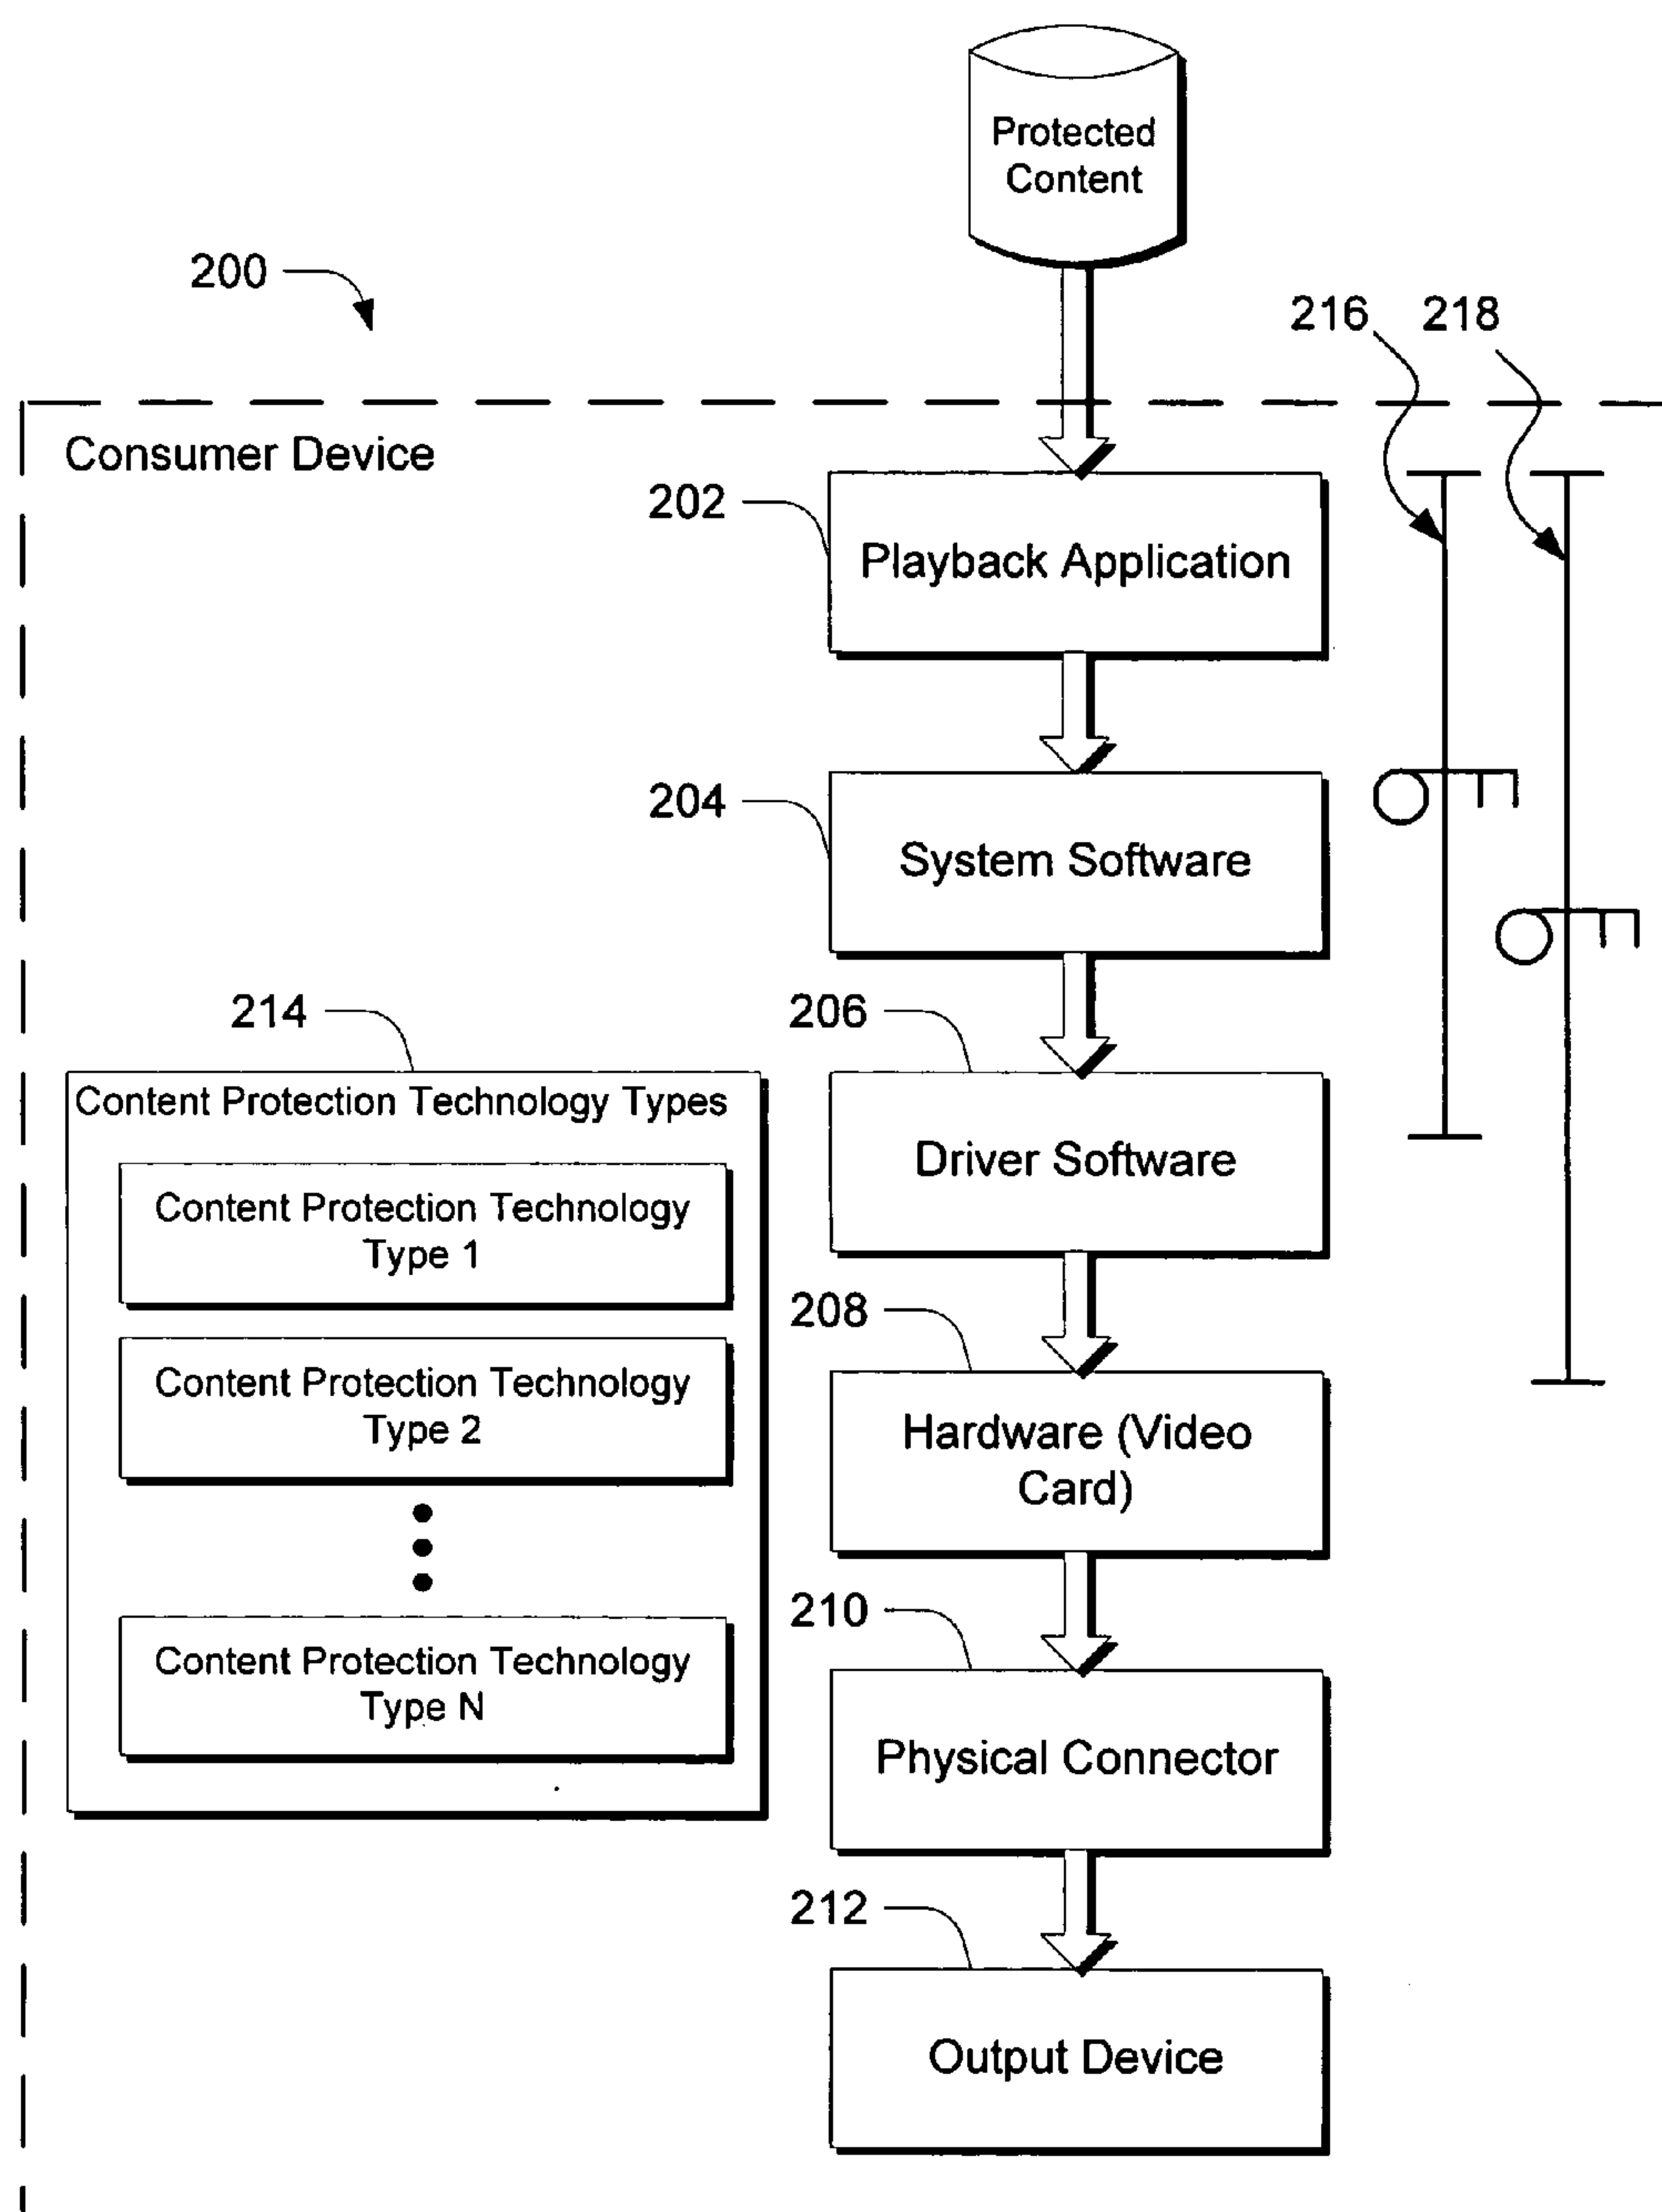 Protected
Content
200
216
218
Consumer Device
202
Playback Application
204
System Software
214
206
Content Protection Technology Types
Driver Software
Content Protection Technology
Type 1
208
Content Protection Technology
Type 2
Hardware (Video
Card)
210
Content Protection Technology
Type N
Physical Connector
212
Output Device